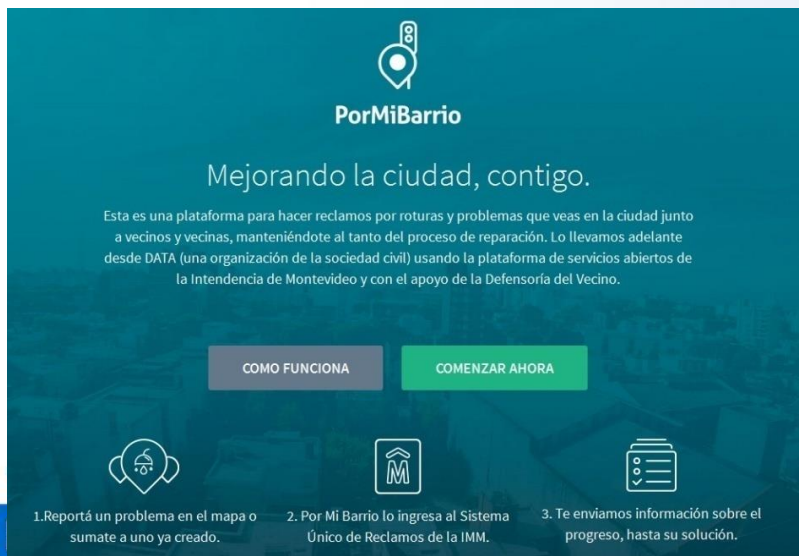 PorMiBarrio
Mejorando la ciudad, contigo.
Esta es una plataforma para hacer reclamos por roturas y problemas que veas en la ciudad junto
a vecinos y vecinas, manteniéndote al tanto del proceso de reparación. Lo llevamos adelante
desde DATA (una organización de la sociedad civil) usando la plataforma de servicios abiertos de
la Intendencia de Montevideo y con el apoyo de la Defensoría del Vecino.
COMO FUNCIONA
COMENZAR AHORA
1.Reportá un problema en el mapa o
sumate a uno ya creado.
2. Por Mi Barrio lo ingresa al Sistema
Único de Reclamos de la IMM.
3. Te enviamos información sobre el
progreso, hasta su solución.